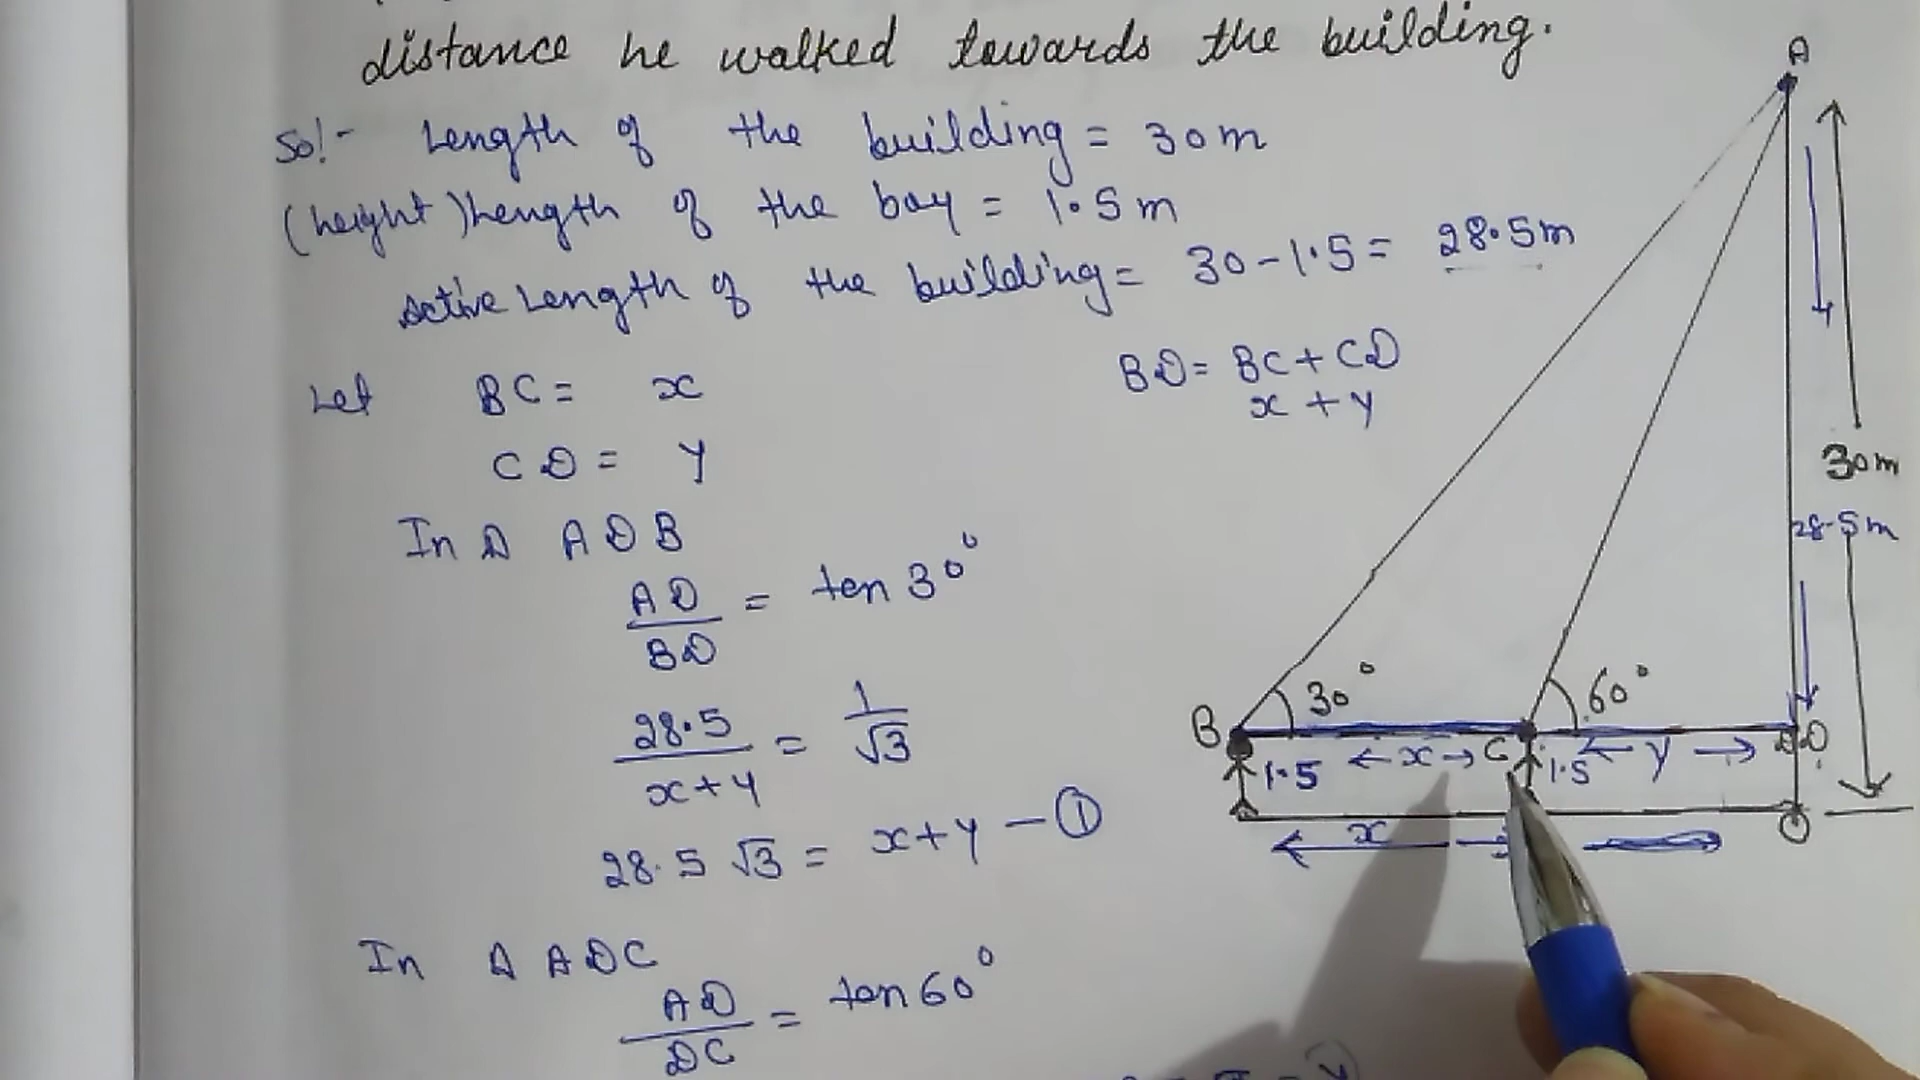 distance he walked towards the building.
Sol- Length of the building = 30m
(height) Length of the boy = 1.5m
Active Length of the building = 30-1.5 = 28.5m
Let BC = x
BD = BC + CD
x + y
CD = y
In Δ ADB
AD/BD = tan 30°
28.5/x+y = 1/√3
28.5 √3 = x+y - ①
In Δ ADC
AD/DC = tan 60°
A
30m
28.5m
30°
60°
B
C
D
1.5
x
1.5
y
x